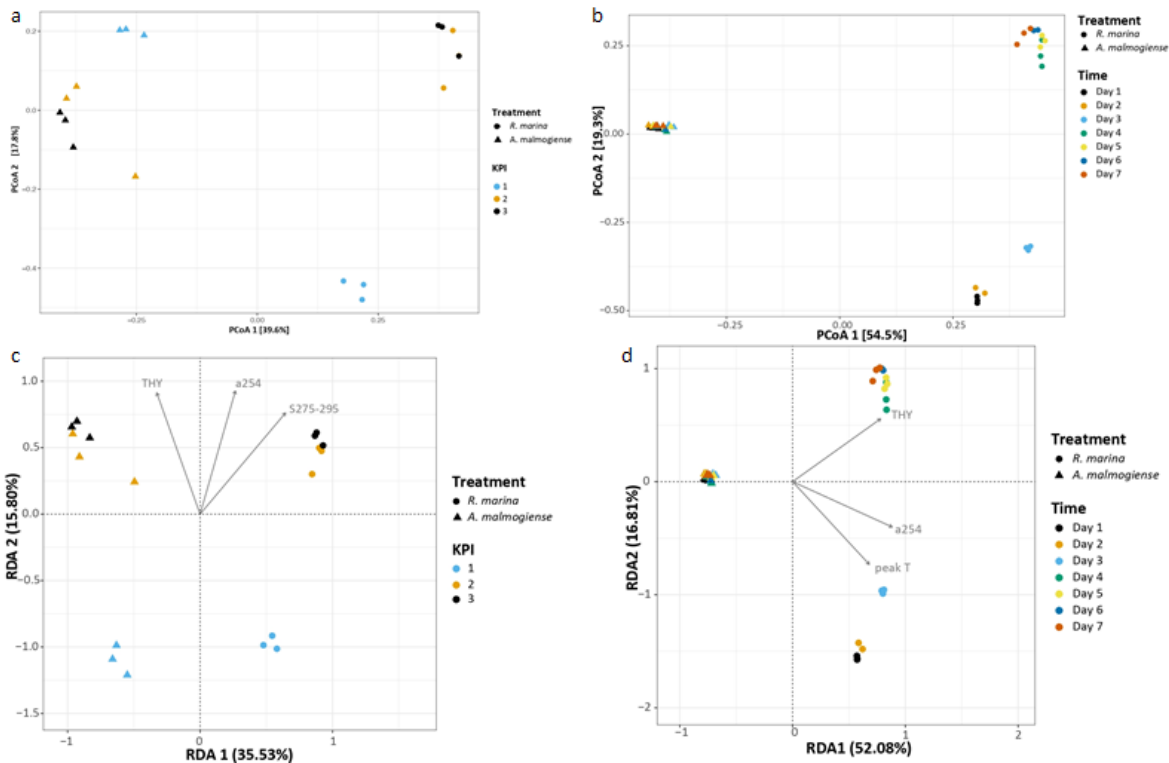 a
PCoA 2 [17.8%]
0.2
0.0
−0.2
−0.4
−0.25
0.00
0.25
PCoA 1 [39.6%]
Treatment
R. marina
A. malmogiense
KPI
1
2
3
b
PCoA 2 [19.3%]
0.25
0.00
−0.25
−0.50
−0.25
0.00
0.25
PCoA 1 [54.5%]
Treatment
R. marina
A. malmogiense
Time
Day 1
Day 2
Day 3
Day 4
Day 5
Day 6
Day 7
c
RDA 2 (15.80%)
1.0
0.5
0.0
−0.5
−1.0
−1.5
THY
a254
S275-295
−1
0
1
RDA 1 (35.53%)
Treatment
R. marina
A. malmogiense
KPI
1
2
3
d
RDA2 (16.81%)
1
0
−1
−2
THY
a254
peak T
−1
0
1
2
RDA1 (52.08%)
Treatment
R. marina
A. malmogiense
Time
Day 1
Day 2
Day 3
Day 4
Day 5
Day 6
Day 7